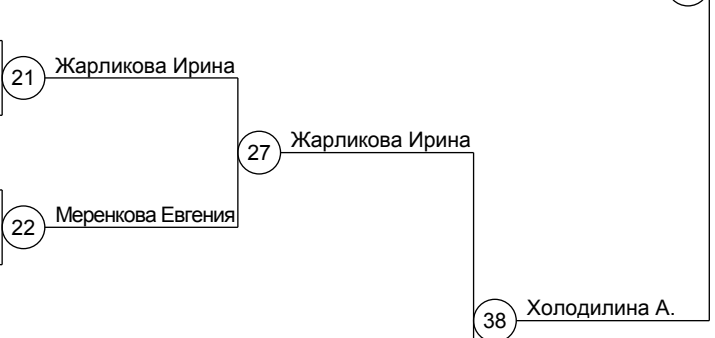 21 Жарликова Ирина
27 Жарликова Ирина
22 Меренкова Евгения
38 Холодилина А.